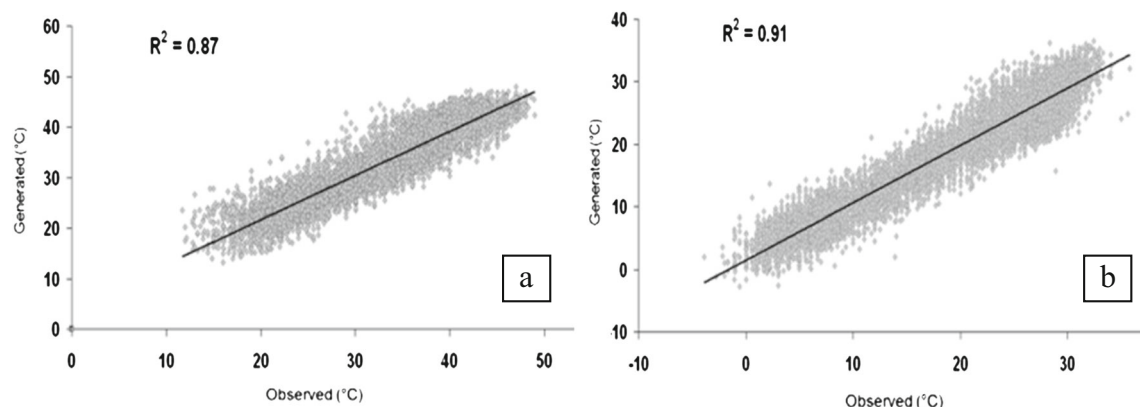 R² = 0.87
60
50
40
30
20
10
0
Generated (°C)
0 10 20 30 40 50
Observed (°C)
a
R² = 0.91
40
30
20
10
0
-10
Generated (°C)
-10 0 10 20 30
Observed (°C)
b